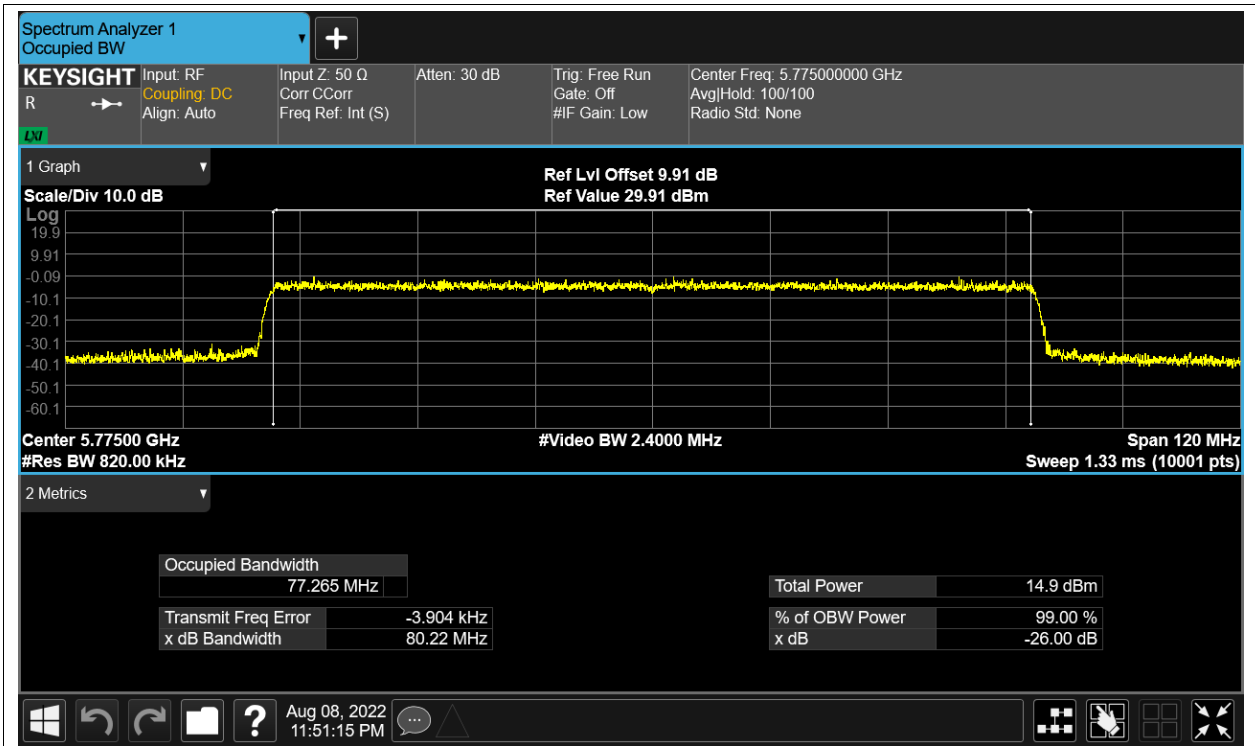 Spectrum Analyzer 1
Occupied BW
KEYSIGHT
R
LXI
Input: RF
Coupling: DC
Align: Auto
Input Z: 50 Ω
Corr CCorr
Freq Ref: Int (S)
Atten: 30 dB
Trig: Free Run
Gate: Off
#IF Gain: Low
Center Freq: 5.775000000 GHz
Avg|Hold: 100/100
Radio Std: None
1 Graph
Scale/Div 10.0 dB
Ref Lvl Offset 9.91 dB
Ref Value 29.91 dBm
Log
19.9
9.91
-0.09
-10.1
-20.1
-30.1
-40.1
-50.1
-60.1
Center 5.77500 GHz
#Video BW 2.4000 MHz
Span 120 MHz
#Res BW 820.00 kHz
Sweep 1.33 ms (10001 pts)
2 Metrics
Occupied Bandwidth
77.265 MHz
Transmit Freq Error -3.904 kHz
x dB Bandwidth 80.22 MHz
Total Power 14.9 dBm
% of OBW Power 99.00 %
x dB -26.00 dB
?
Aug 08, 2022
11:51:15 PM